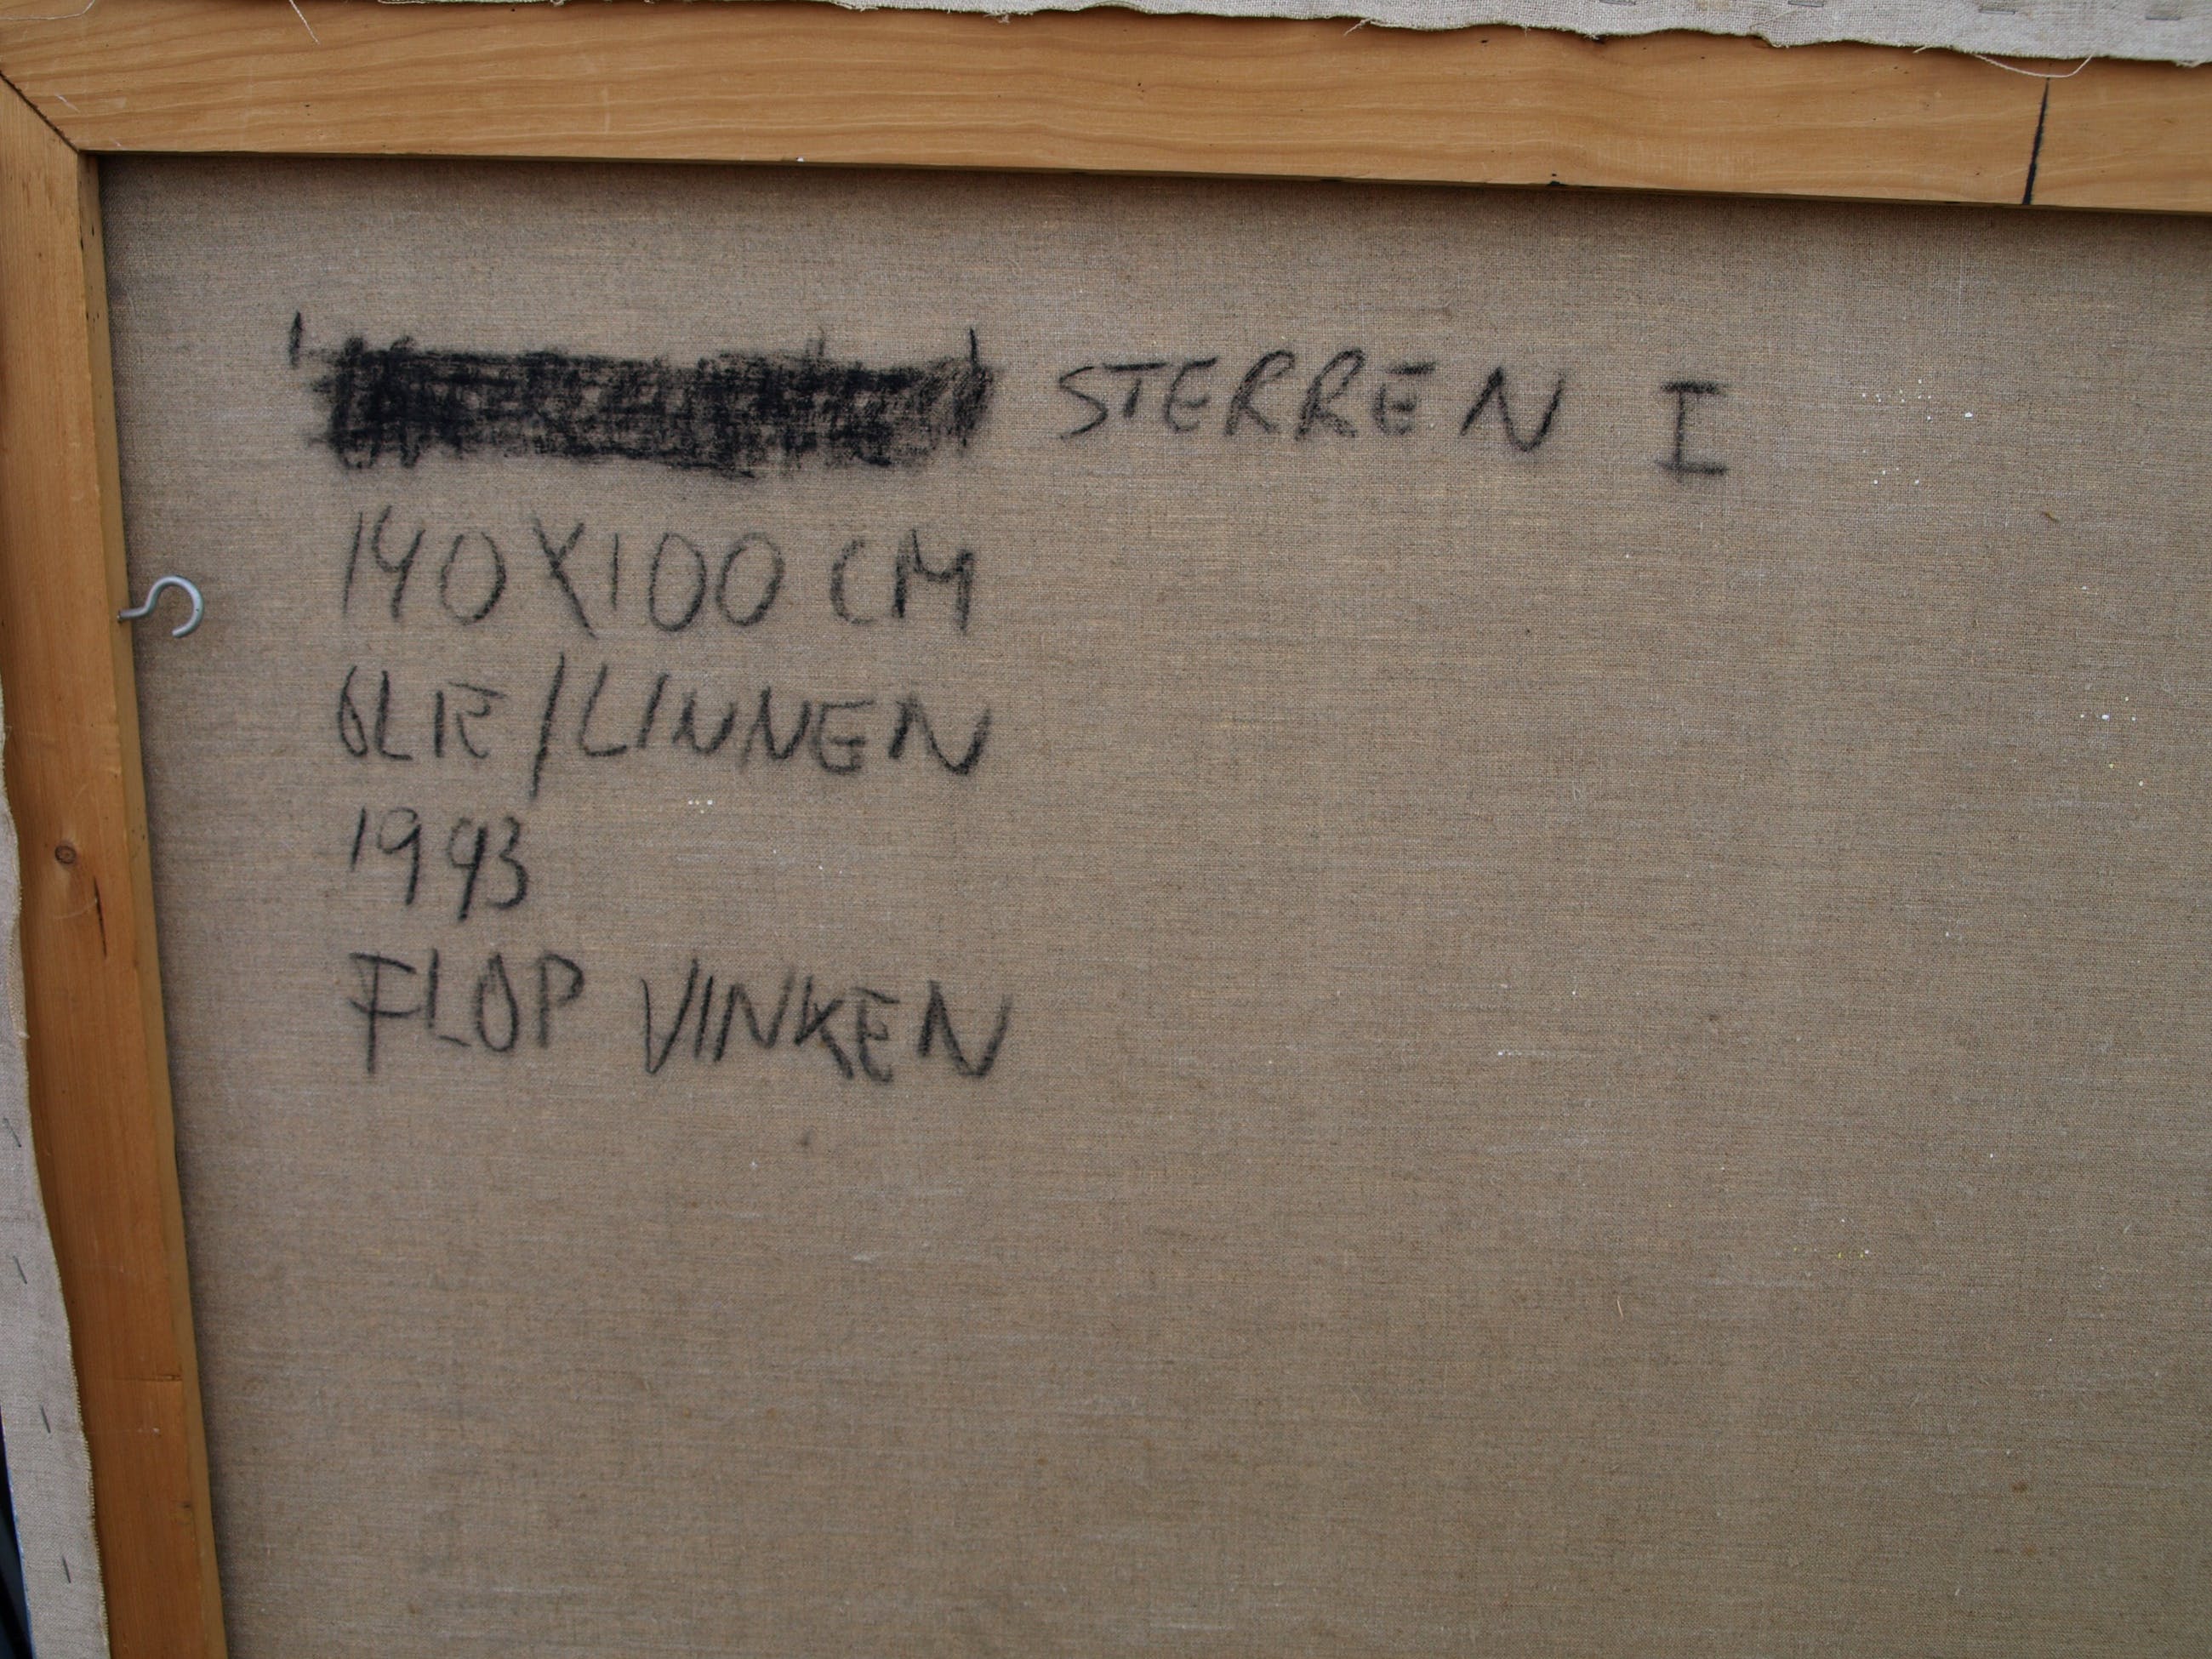 STERREN I
140X100 CM
OLIE/LINNEN
1993
FLOP VINKEN